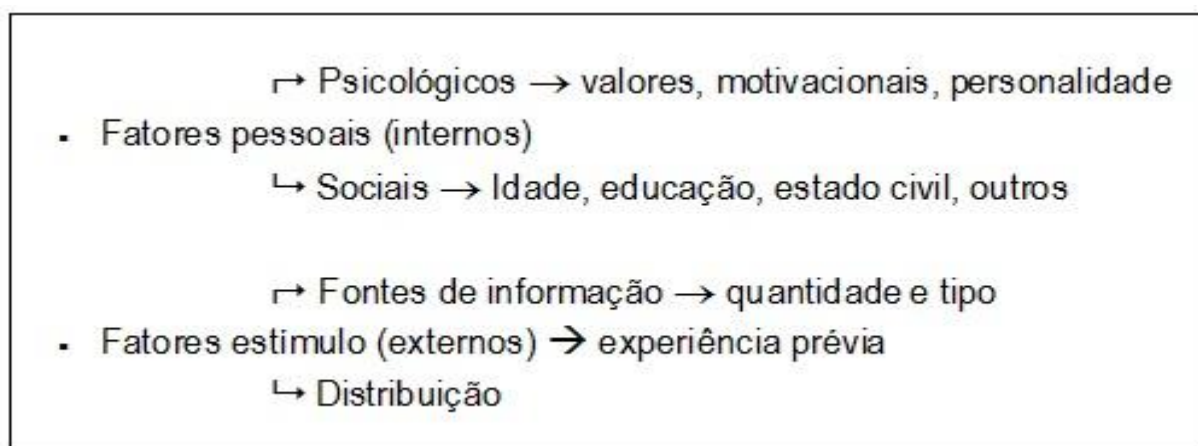 ↱ Psicológicos → valores, motivacionais, personalidade
▪ Fatores pessoais (internos)
↳ Sociais → Idade, educação, estado civil, outros
↱ Fontes de informação → quantidade e tipo
▪ Fatores estímulo (externos) → experiência prévia
↳ Distribuição